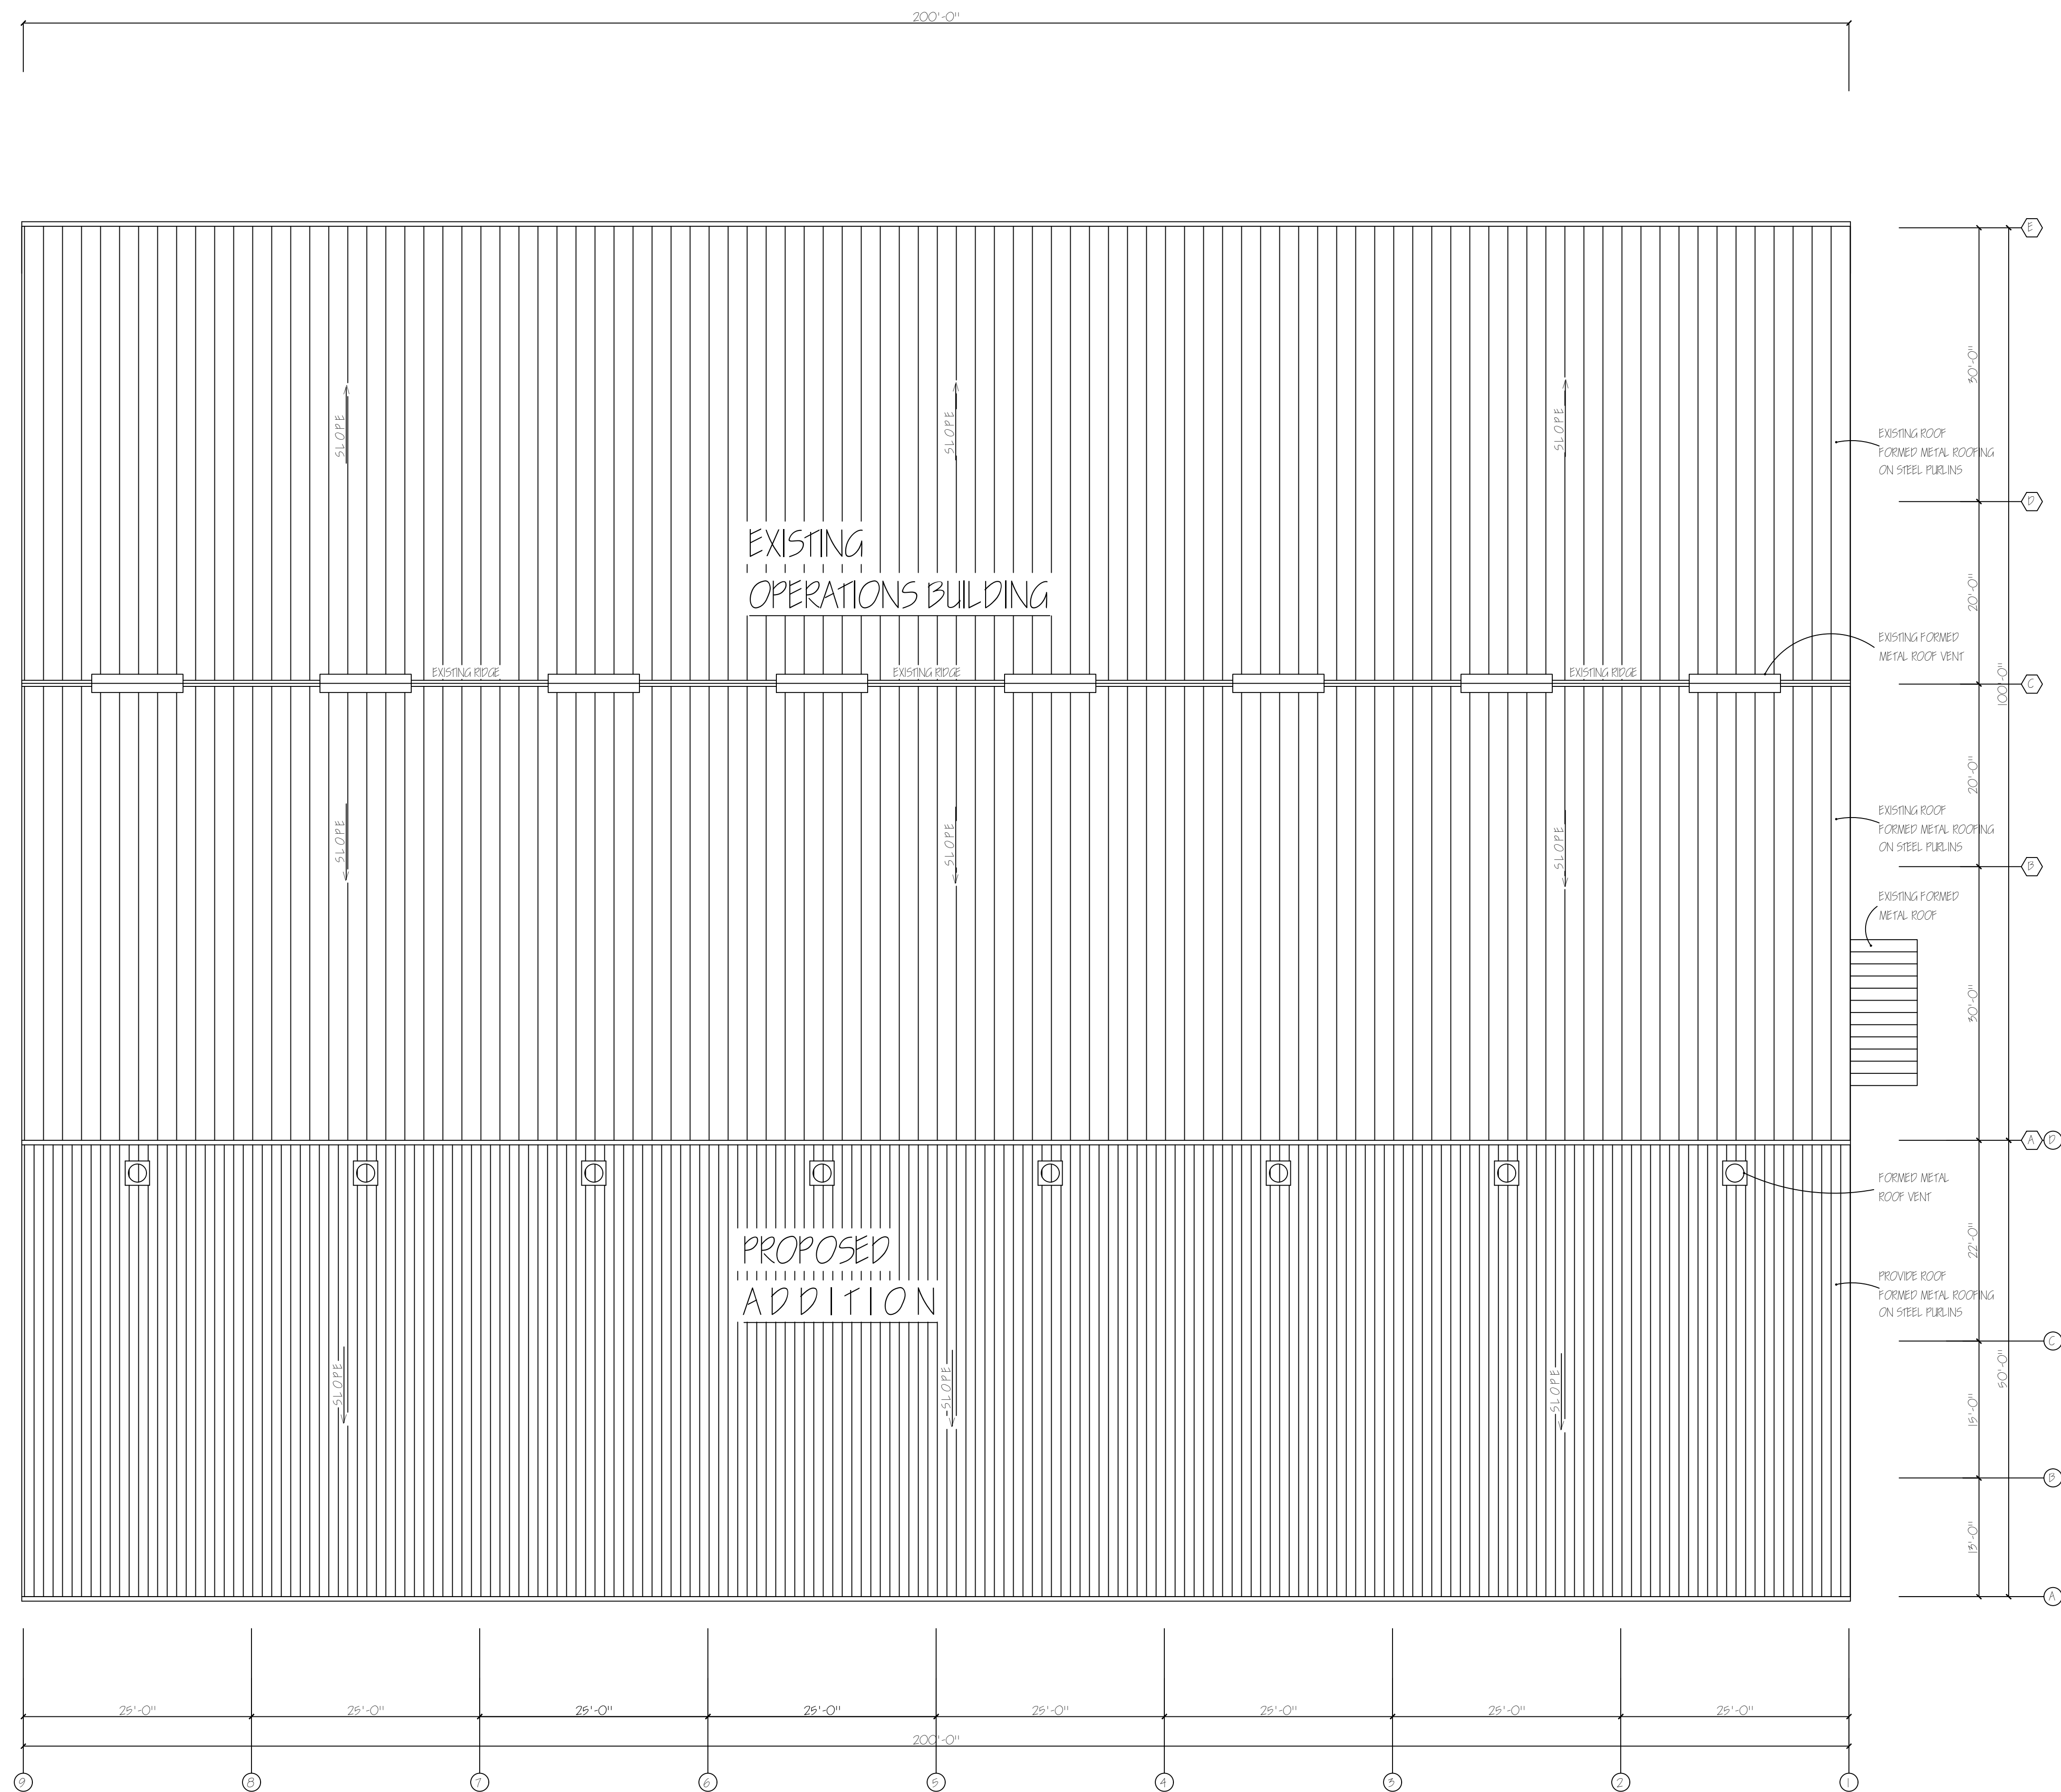 200'-0"
E
30'-0"
SLOPE
SLOPE
SLOPE
EXISTING ROOF
FORMED METAL ROOFING
ON STEEL PURLINS
D
EXISTING
OPERATIONS BUILDING
20'-0"
EXISTING FORMED
METAL ROOF VENT
EXISTING RIDGE
EXISTING RIDGE
EXISTING RIDGE
100'-0"
C
20'-0"
SLOPE
SLOPE
SLOPE
EXISTING ROOF
FORMED METAL ROOFING
ON STEEL PURLINS
B
EXISTING FORMED
METAL ROOF
30'-0"
A
D
FORMED METAL
ROOF VENT
22'-0"
PROPOSED
ADDITION
PROVIDE ROOF
FORMED METAL ROOFING
ON STEEL PURLINS
C
50'-0"
SLOPE
SLOPE
SLOPE
15'-0"
B
13'-0"
A
25'-0"
25'-0"
25'-0"
25'-0"
25'-0"
25'-0"
25'-0"
25'-0"
200'-0"
9
8
7
6
5
4
3
2
1